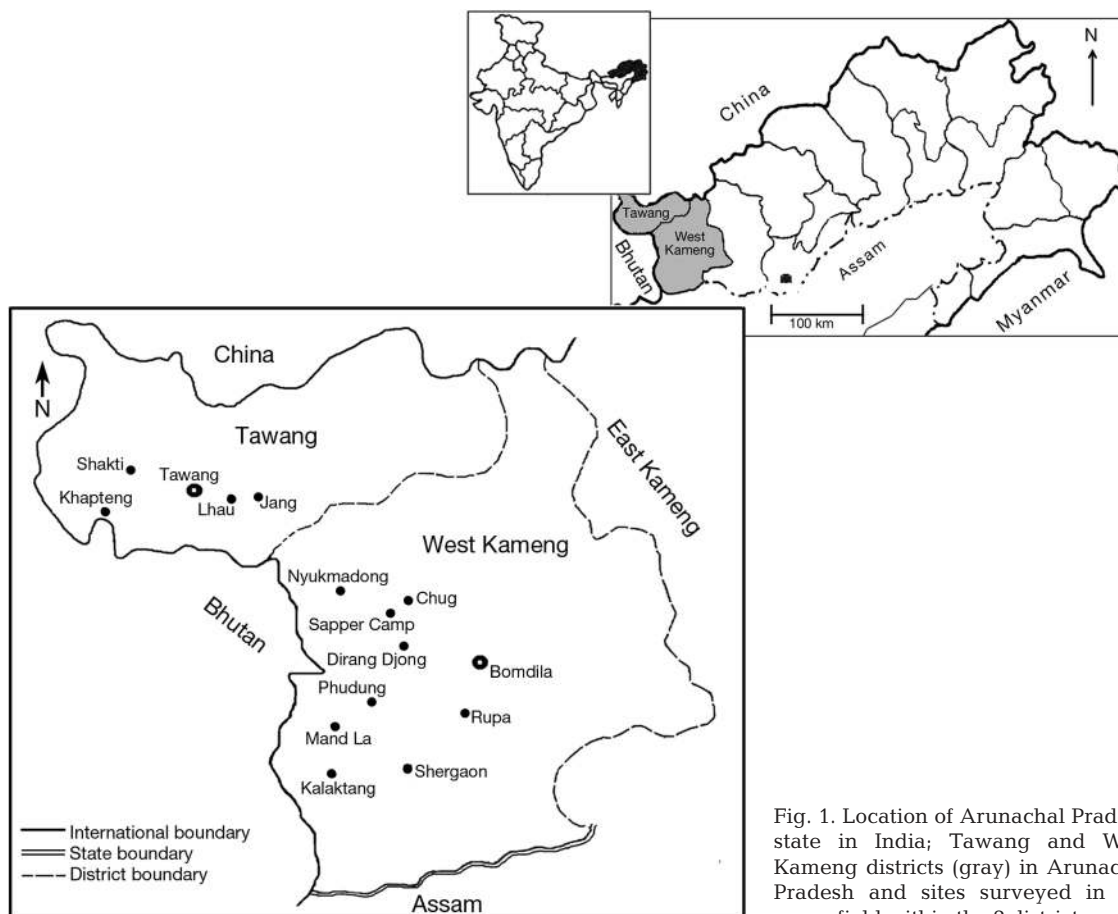 N
China
Tawang
West
Kameng
Bhutan
Assam
Myanmar
100 km
China
N
Tawang
East Kameng
Shakti
Tawang
Khapteng
Lhau
Jang
West Kameng
Nyukmadong
Chug
Bhutan
Sapper Camp
Dirang Djong
Bomdila
Phudung
Rupa
Mand La
Shergaon
Kalaktang
International boundary
State boundary
District boundary
Assam
Fig. 1. Location of Arunachal Prad
state in India; Tawang and W
Kameng districts (gray) in Arunac
Pradesh and sites surveyed in